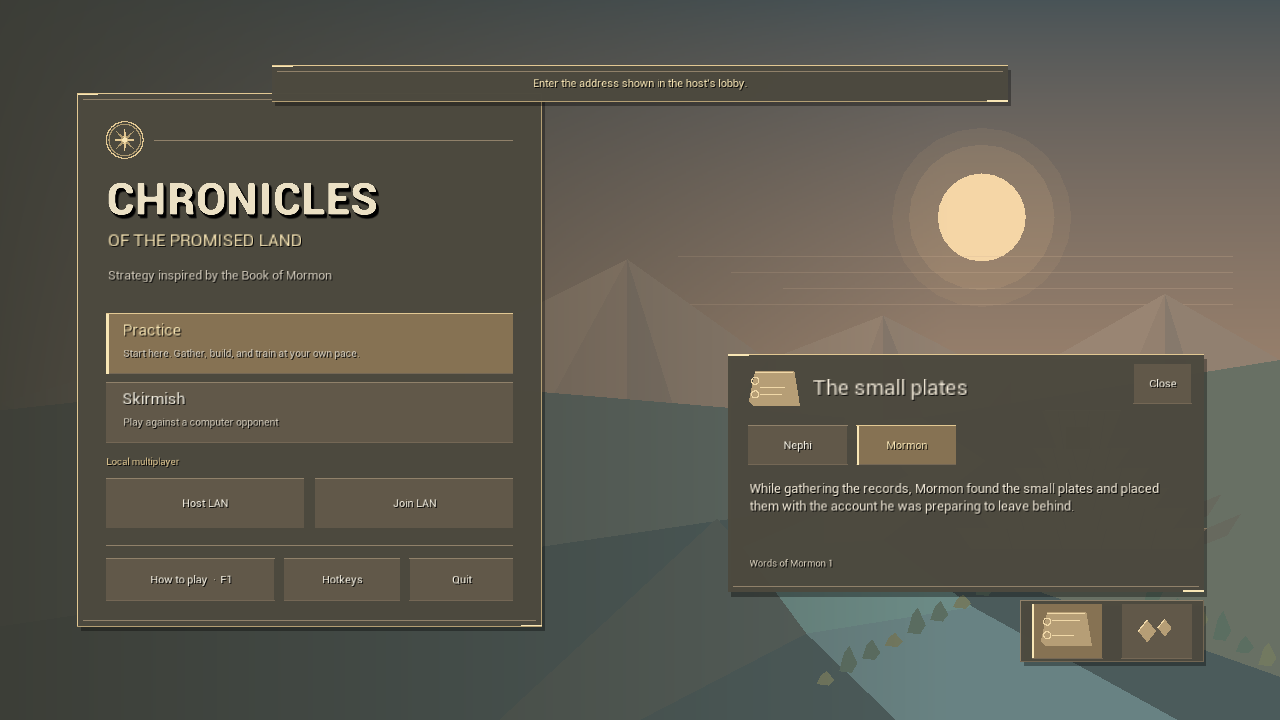 Enter the address shown in the host's lobby.
CHRONICLES
OF THE PROMISED LAND
Strategy inspired by the Book of Mormon
Practice
Start here. Gather, build, and train at your own pace.
Skirmish
Play against a computer opponent
Local multiplayer
Host LAN
Join LAN
How to play · F1
Hotkeys
Quit
The small plates
Close
Nephi
Mormon
While gathering the records, Mormon found the small plates and placed
them with the account he was preparing to leave behind.
Words of Mormon 1